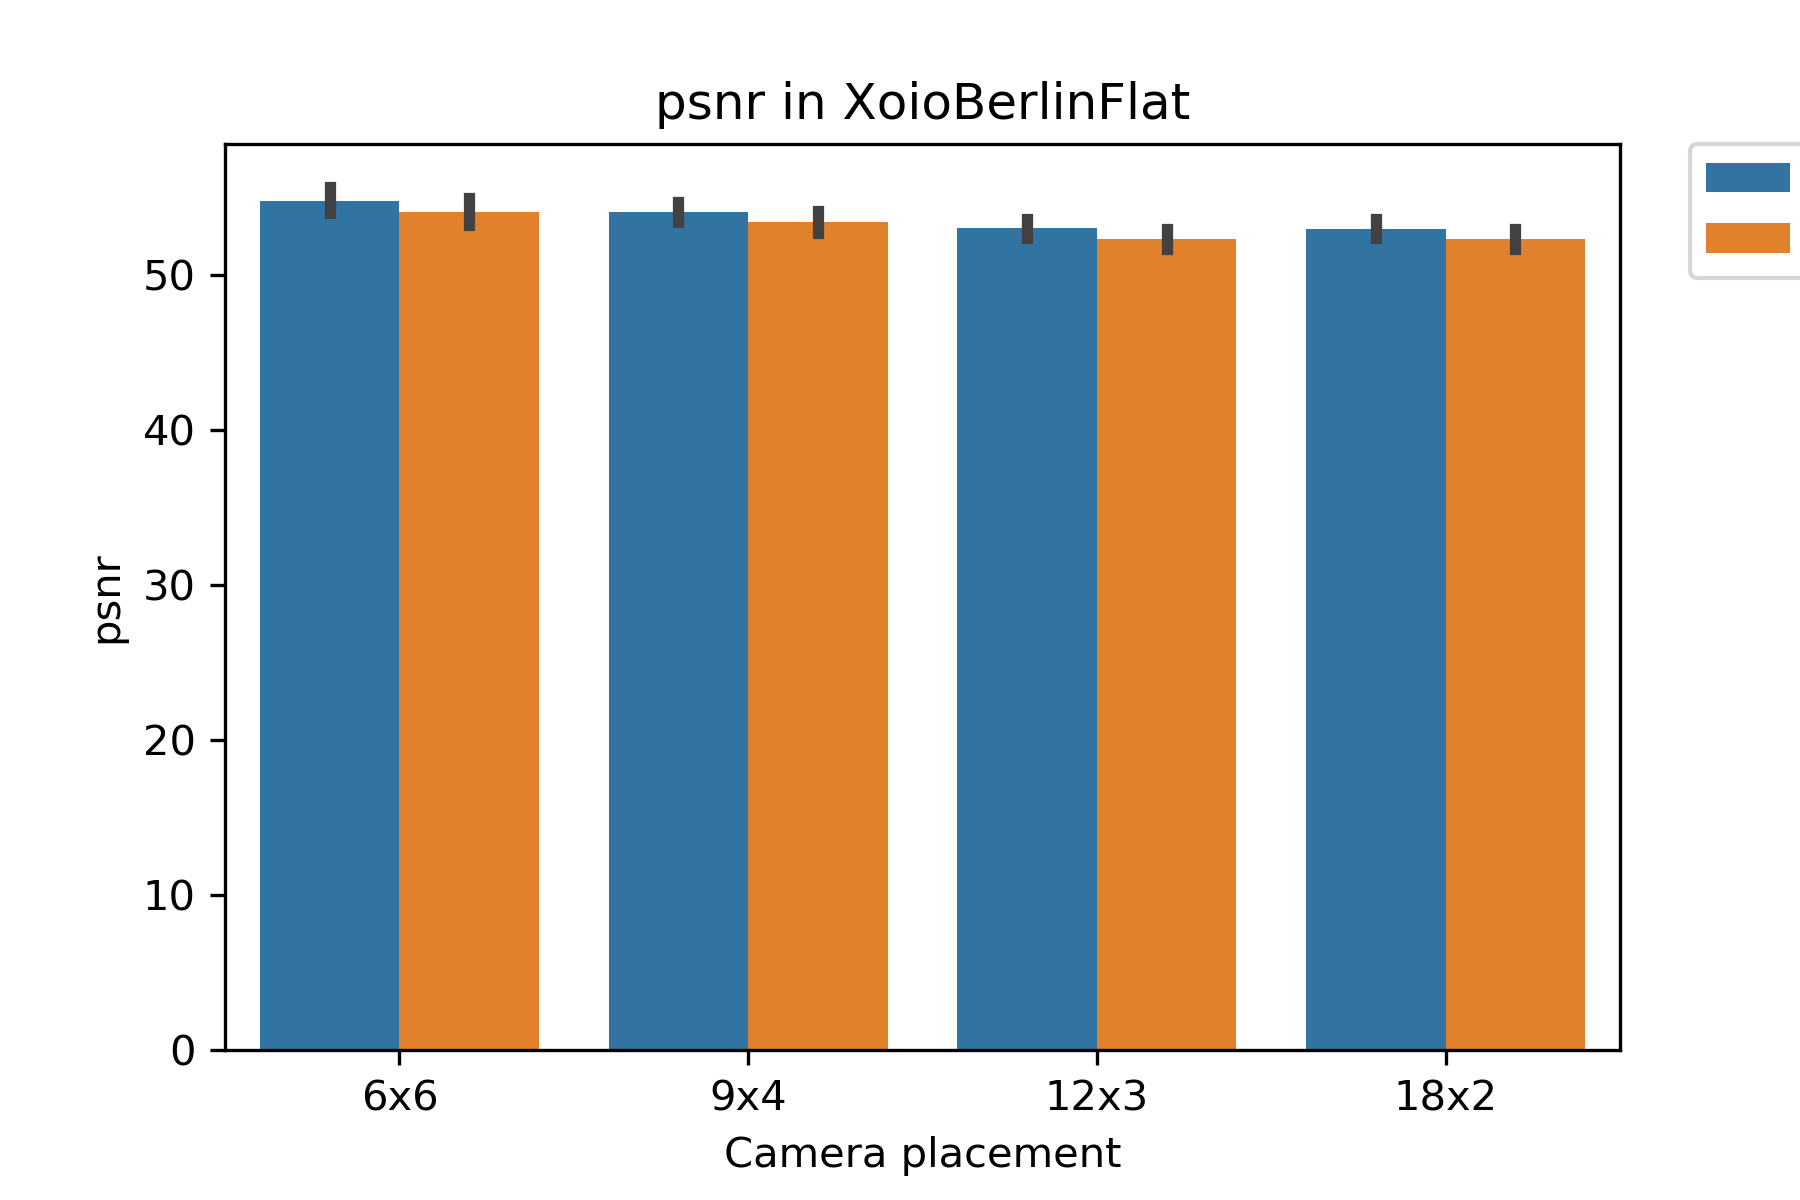 psnr in XoioBerlinFlat
psnr
50
40
30
20
10
0
6x6
9x4
12x3
18x2
Camera placement